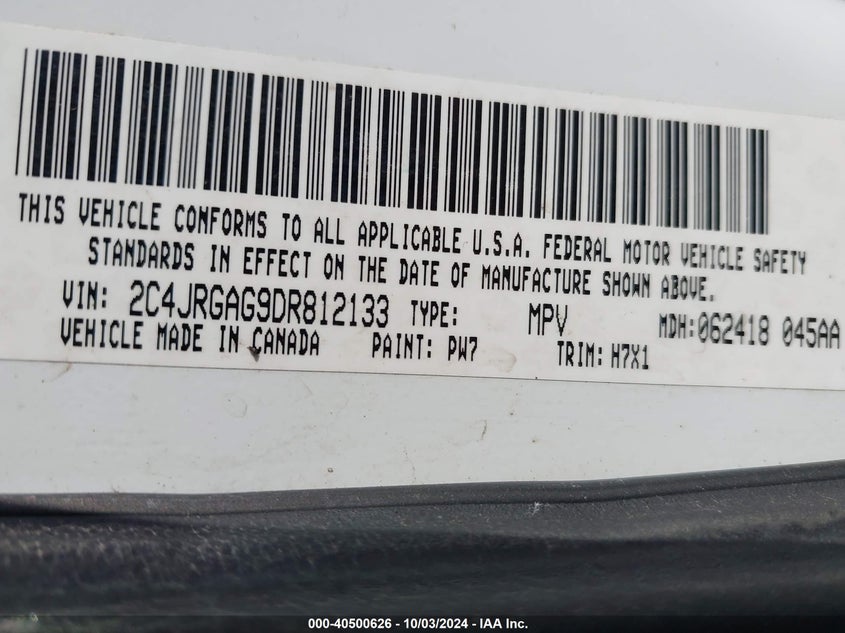 THIS VEHICLE CONFORMS TO ALL APPLICABLE U.S.A. FEDERAL MOTOR VEHICLE SAFETY
STANDARDS IN EFFECT ON THE DATE OF MANUFACTURE SHOWN ABOVE.
VIN: 2C4JRGAG9DR812133 TYPE: MPV MDH:062418 045AA
VEHICLE MADE IN CANADA PAINT: PW7 TRIM: H7X1
000-40500626 - 10/03/2024 - IAA Inc.